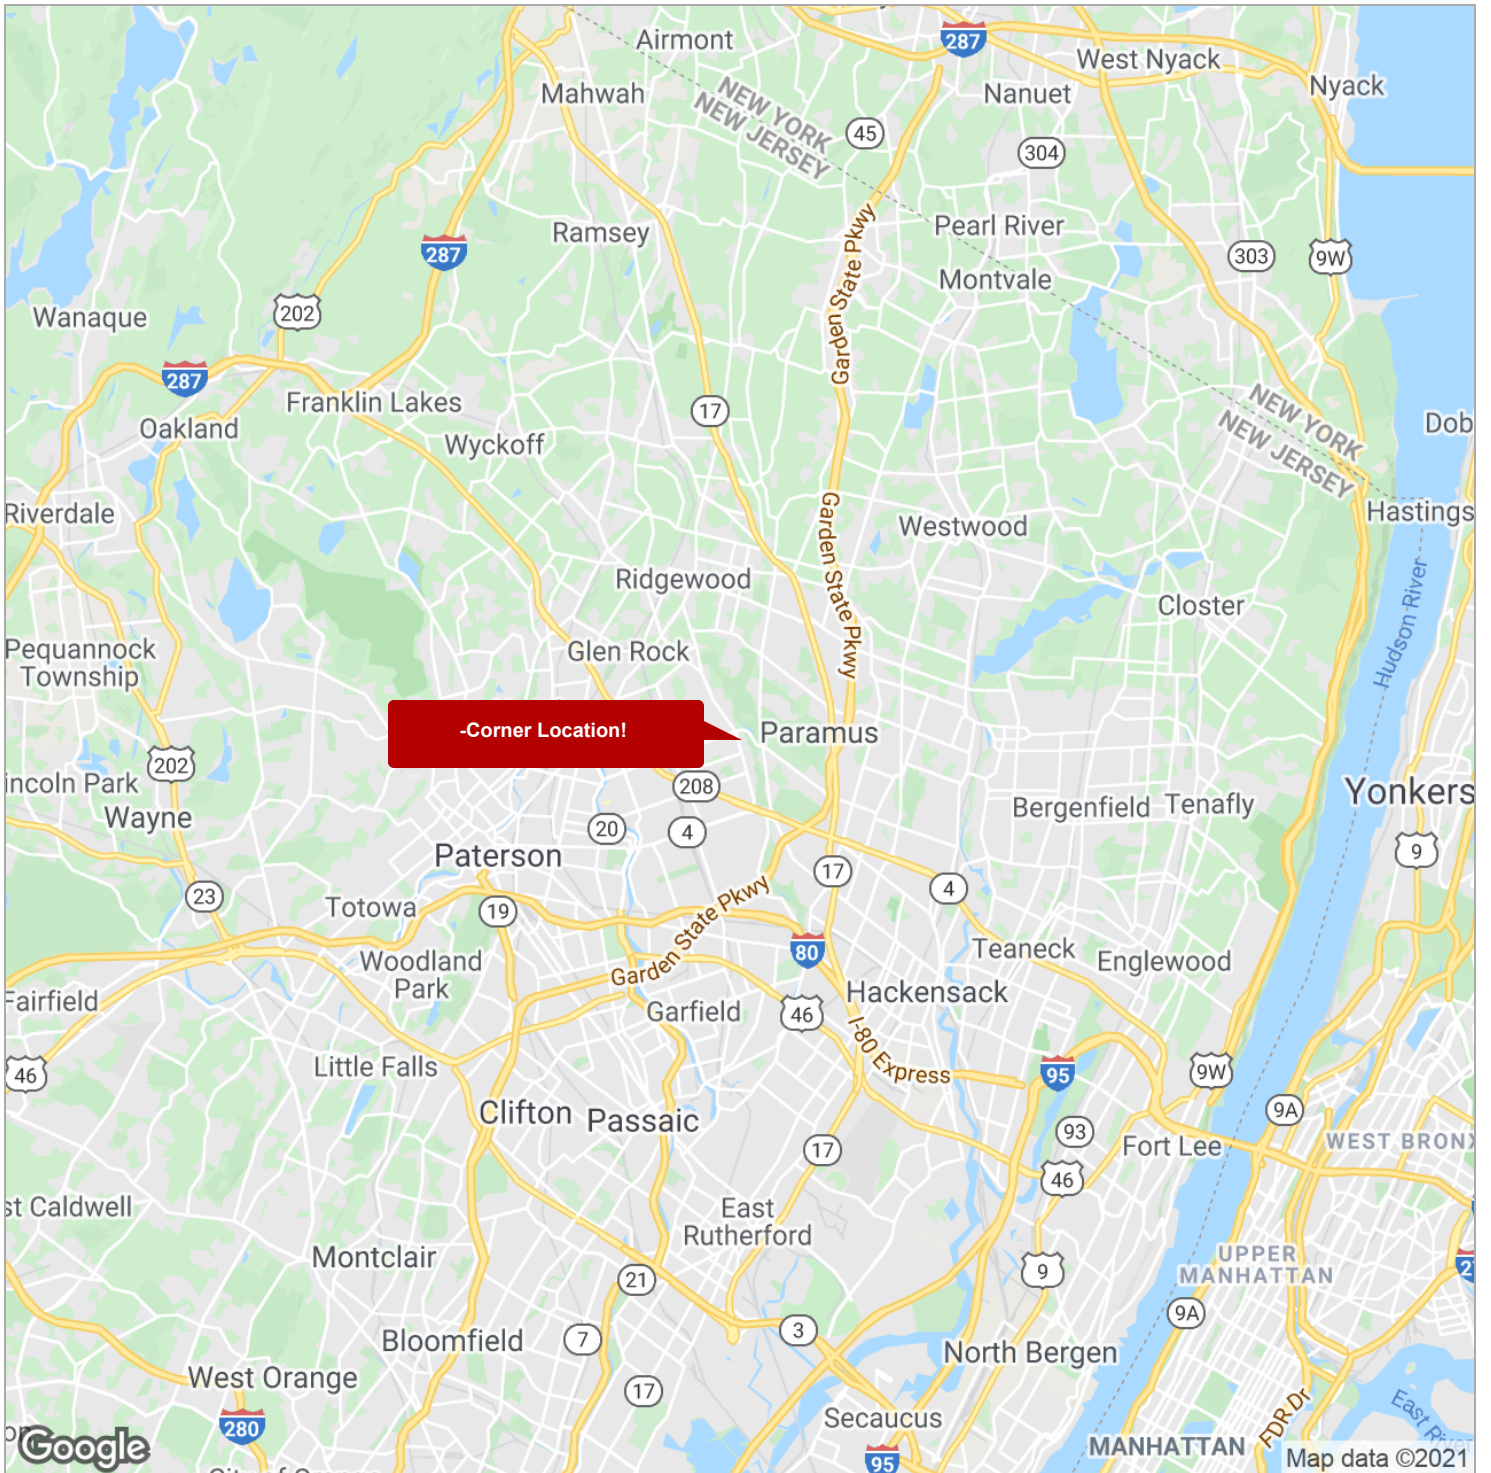 Airmont
287
West Nyack
Mahwah
Nanuet
Nyack
NEW YORK
NEW JERSEY
45
304
Garden State Pkwy
Ramsey
Pearl River
287
303
9W
Montvale
Wanaque
202
287
Franklin Lakes
17
Oakland
Wyckoff
NEW YORK
NEW JERSEY
Dob
Riverdale
Garden State Pkwy
Westwood
Hastings
Ridgewood
Closter
Hudson River
Pequannock
Township
Glen Rock
-Corner Location!
Paramus
202
incoln Park
208
Yonkers
Wayne
Bergenfield
Tenafly
20
4
9
Paterson
17
23
4
Totowa
19
Garden State Pkwy
80
Teaneck
Englewood
Woodland
Park
Fairfield
Garfield
46
Hackensack
I-80 Express
46
Little Falls
95
9W
9A
Clifton
Passaic
93
Fort Lee
WEST BRONX
17
46
st Caldwell
East
Rutherford
Montclair
UPPER
MANHATTAN
21
9
9A
Bloomfield
7
3
North Bergen
West Orange
17
280
Secaucus
FDR Dr
East River
MANHATTAN
95
Google
Map data ©2021